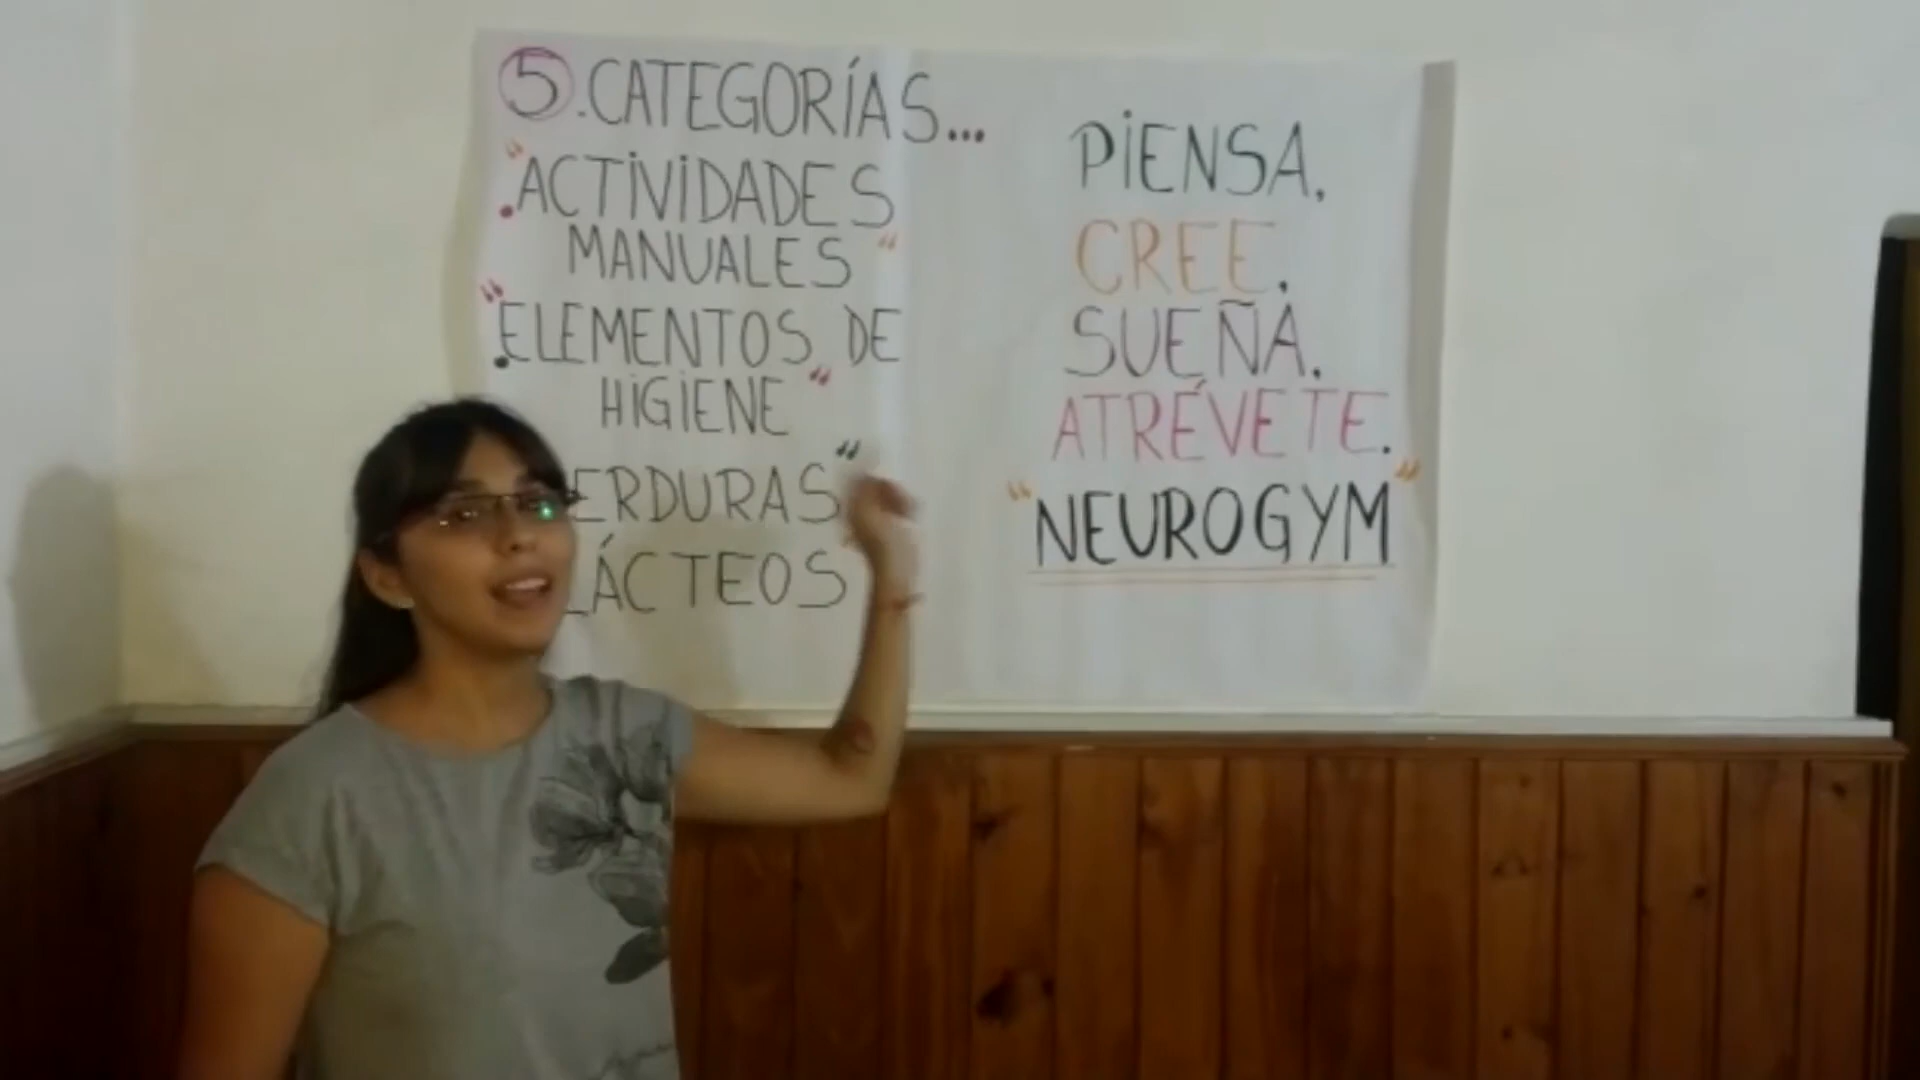 5.CATEGORÍAS...
"ACTIVIDADES
MANUALES"
"ELEMENTOS DE
HIGIENE"
ERDURAS"
LÁCTEOS
PIENSA.
CREE.
SUEÑA.
ATRÉVETE.
"NEUROGYM"